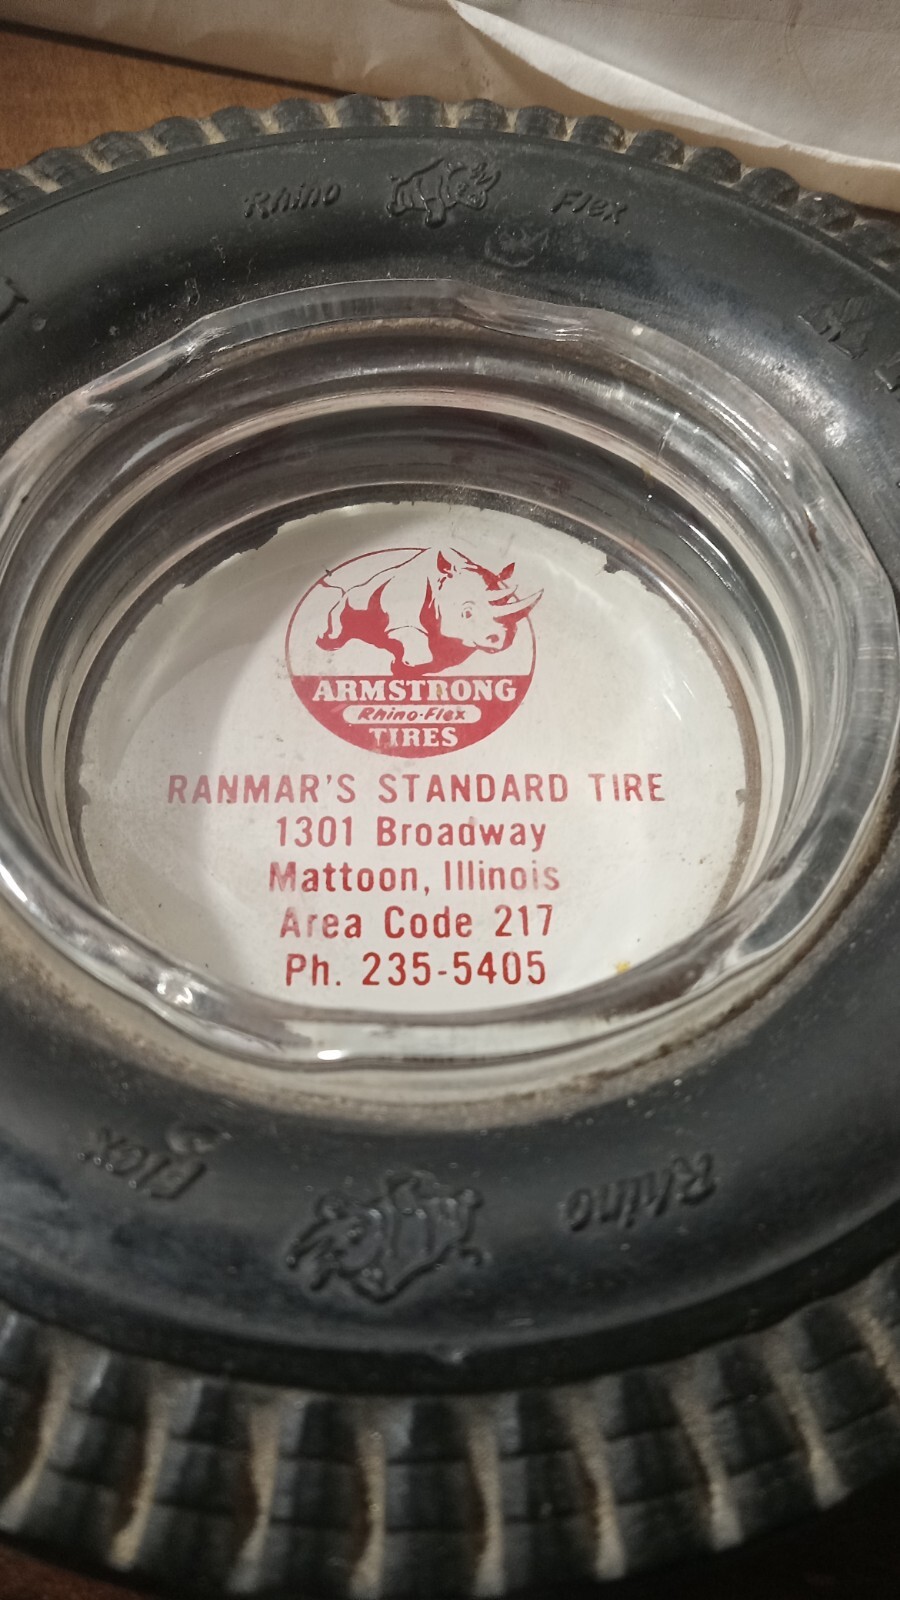 Rhino Flex
ARMSTRONG
Rhino-Flex
TIRES
RANMAR'S STANDARD TIRE
1301 Broadway
Mattoon, Illinois
Area Code 217
Ph. 235-5405
Rhino Flex